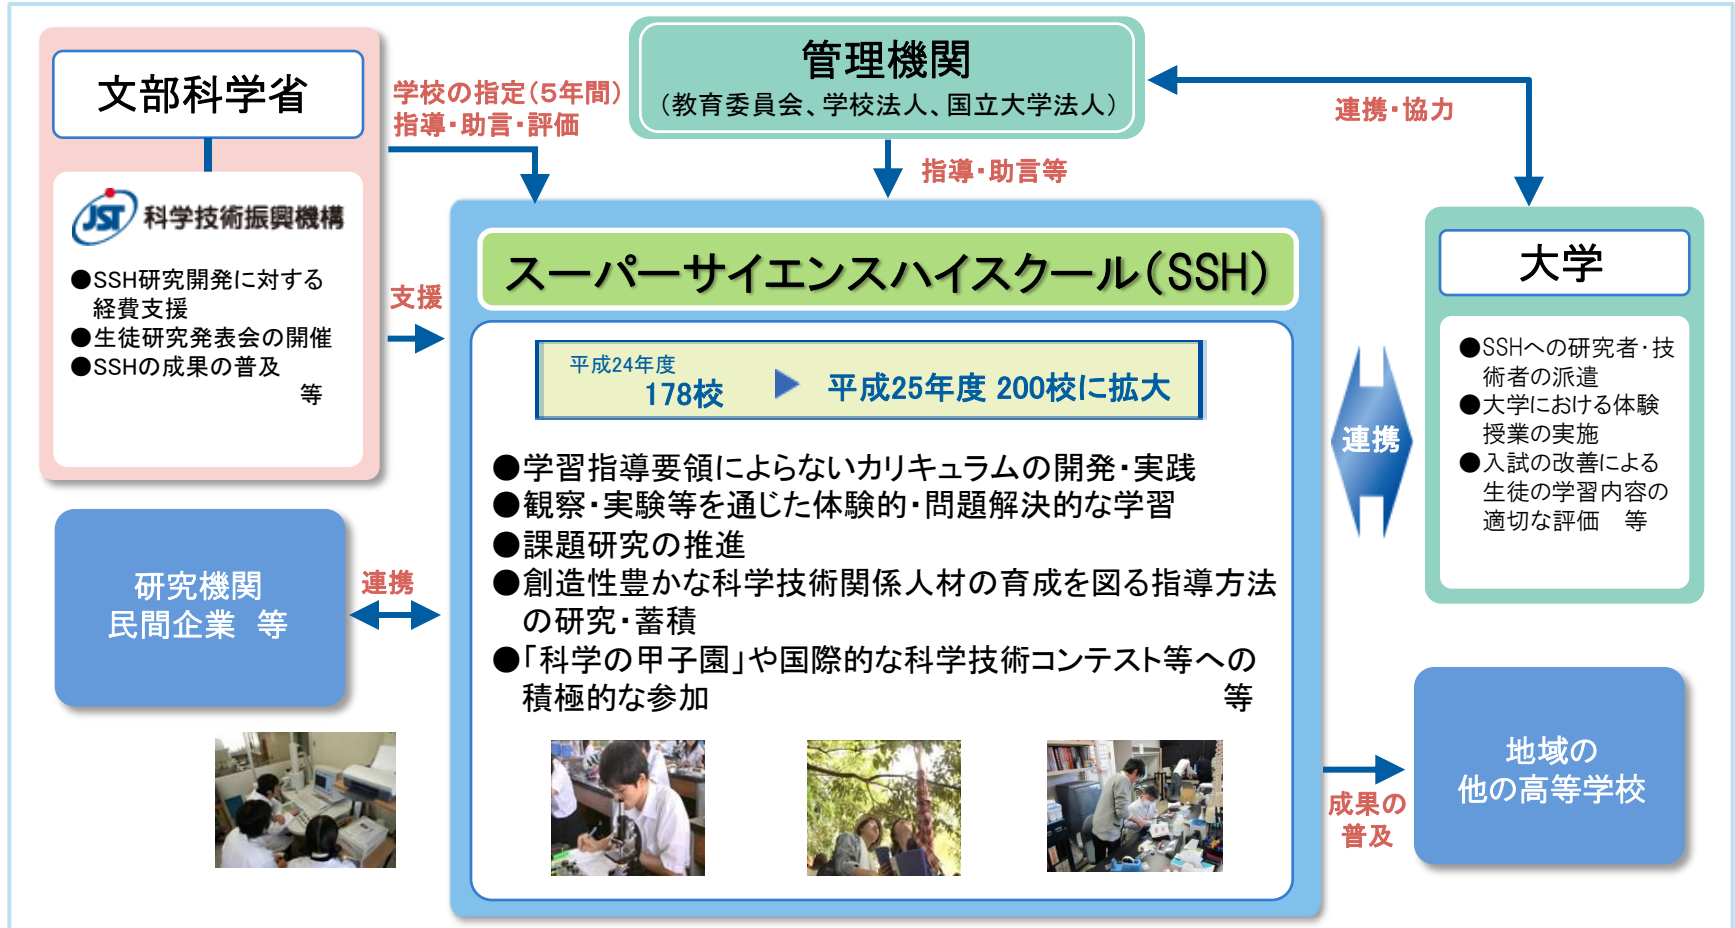 文部科学省
JST 科学技術振興機構
●SSH研究開発に対する
経費支援
●生徒研究発表会の開催
●SSHの成果の普及
等
学校の指定(5年間)
指導・助言・評価
支援
管理機関
(教育委員会、学校法人、国立大学法人)
指導・助言等
連携・協力
スーパーサイエンスハイスクール(SSH)
平成24年度
178校
平成25年度 200校に拡大
●学習指導要領によらないカリキュラムの開発・実践
●観察・実験等を通じた体験的・問題解決的な学習
●課題研究の推進
●創造性豊かな科学技術関係人材の育成を図る指導方法
の研究・蓄積
●「科学の甲子園」や国際的な科学技術コンテスト等への
積極的な参加 等
連携
大学
●SSHへの研究者・技
術者の派遣
●大学における体験
授業の実施
●入試の改善による
生徒の学習内容の
適切な評価 等
研究機関
民間企業 等
連携
成果の
普及
地域の
他の高等学校